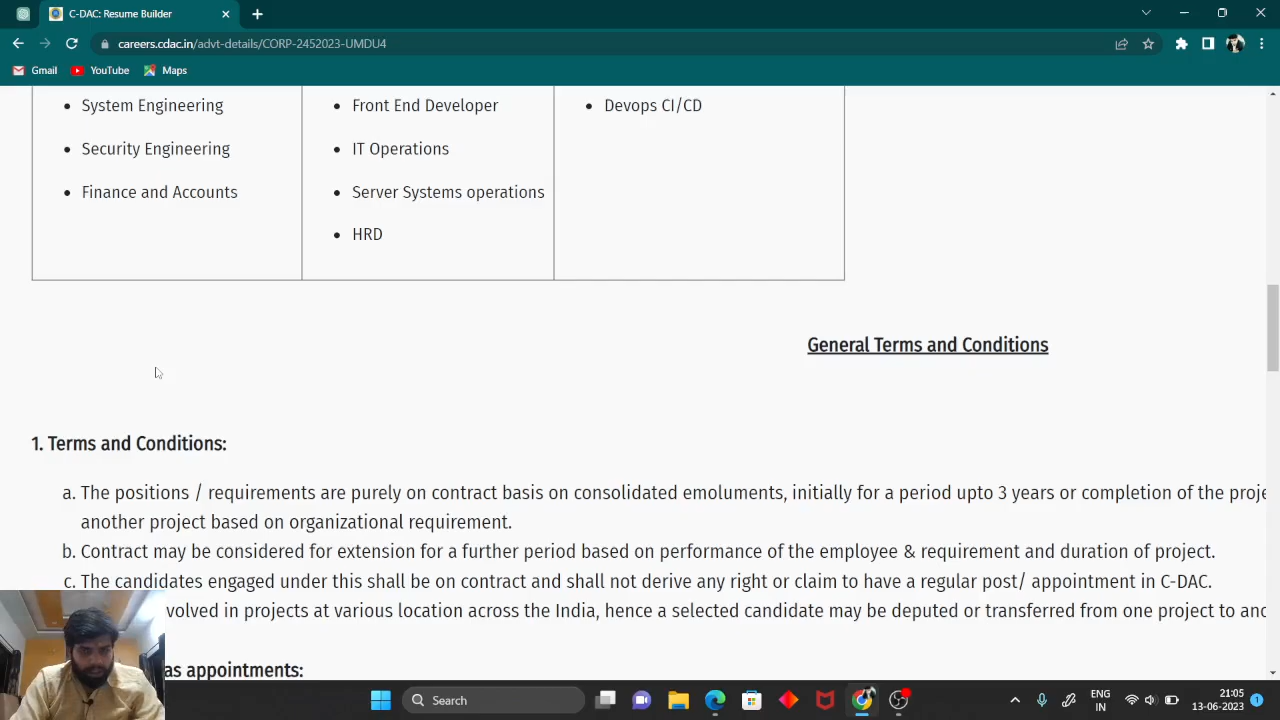 C-DAC: Resume Builder
careers.cdac.in/advt-details/CORP-2452023-UMDU4
Gmail YouTube Maps
System Engineering
Security Engineering
Finance and Accounts
Front End Developer
IT Operations
Server Systems operations
HRD
Devops CI/CD
General Terms and Conditions
1. Terms and Conditions:
a. The positions / requirements are purely on contract basis on consolidated emoluments, initially for a period upto 3 years or completion of the proje
another project based on organizational requirement.
b. Contract may be considered for extension for a further period based on performance of the employee & requirement and duration of project.
c. The candidates engaged under this shall be on contract and shall not derive any right or claim to have a regular post/ appointment in C-DAC.
volved in projects at various location across the India, hence a selected candidate may be deputed or transferred from one project to ano
as appointments:
Search
ENG
IN
21:05
13-06-2023
1